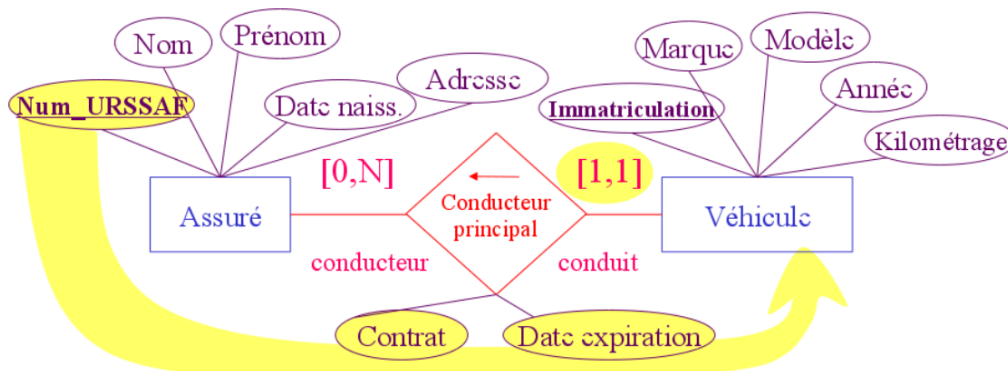 Nom
Prénom
Num_URSSAF
Date naiss.
Adresse
Marque
Modèle
Immatriculation
Année
Kilométrage
[0,N]
[1,1]
Assuré
Conducteur
principal
Véhicule
conducteur
conduit
Contrat
Date expiration